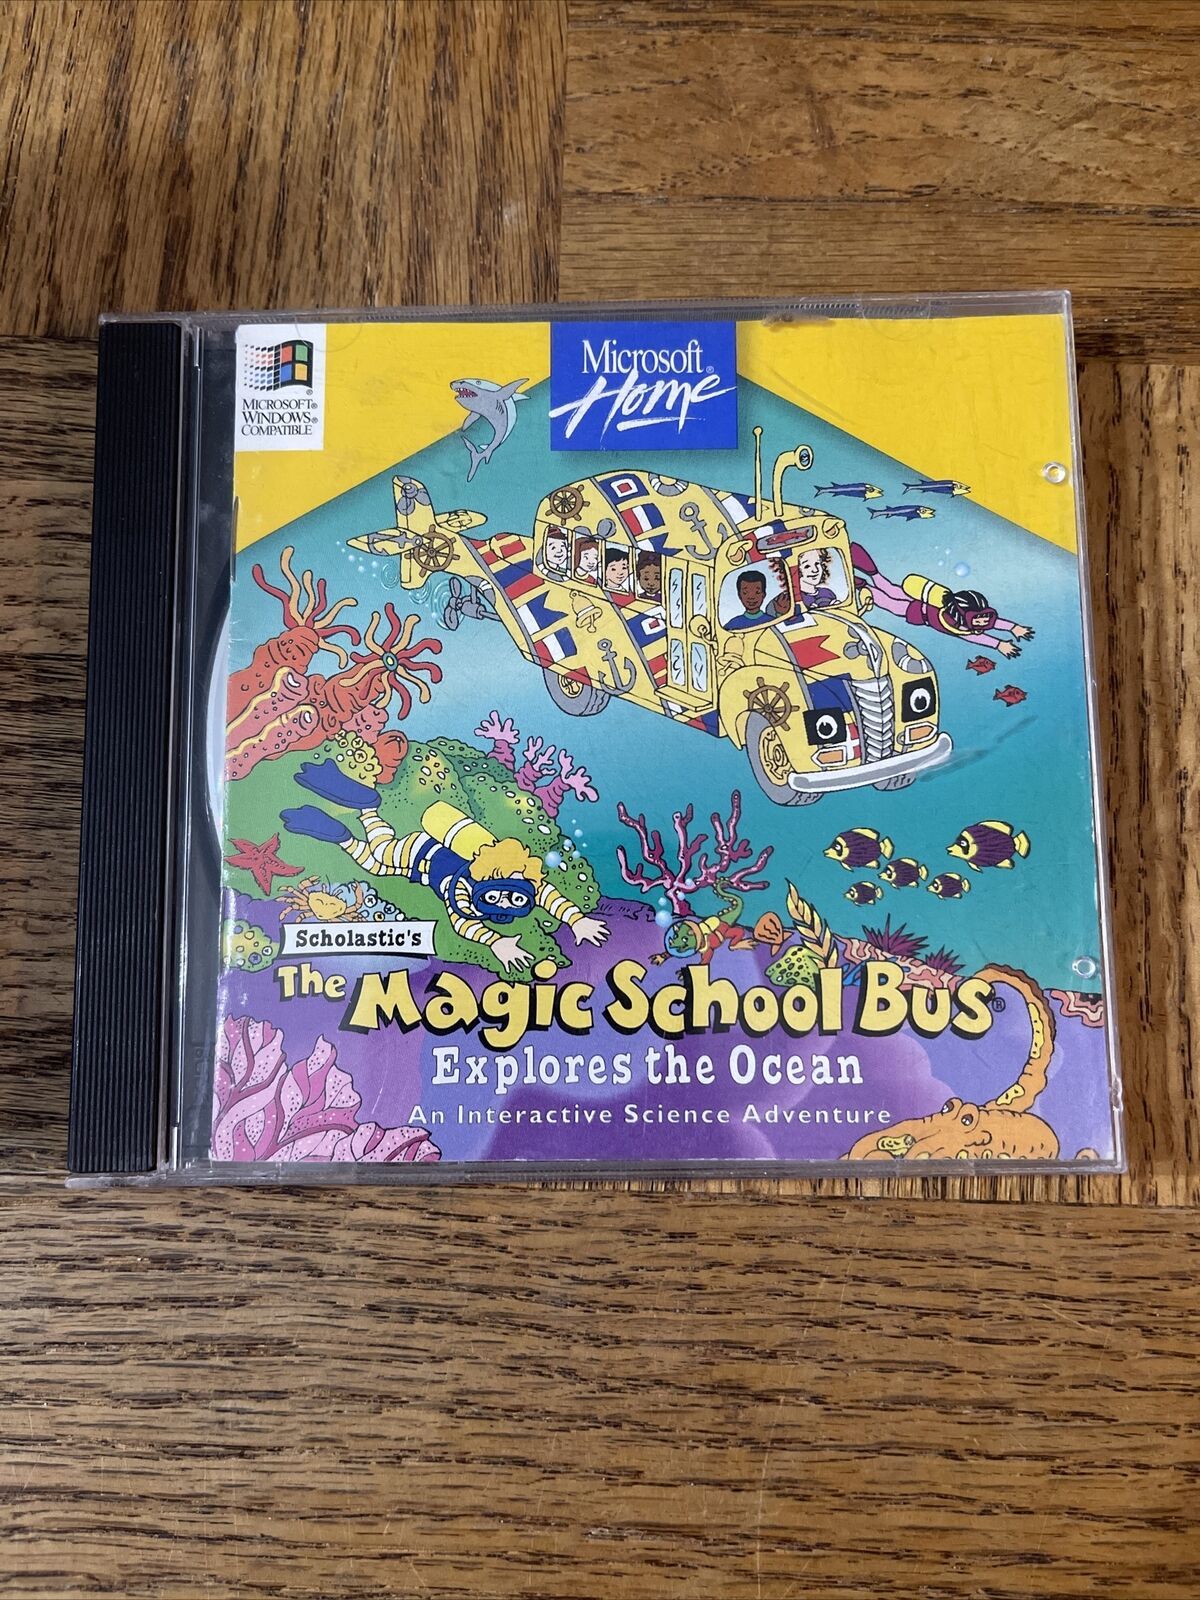 MICROSOFT®
WINDOWS®
COMPATIBLE
Microsoft®
Home
Scholastic's
The Magic School Bus®
Explores the Ocean
An Interactive Science Adventure